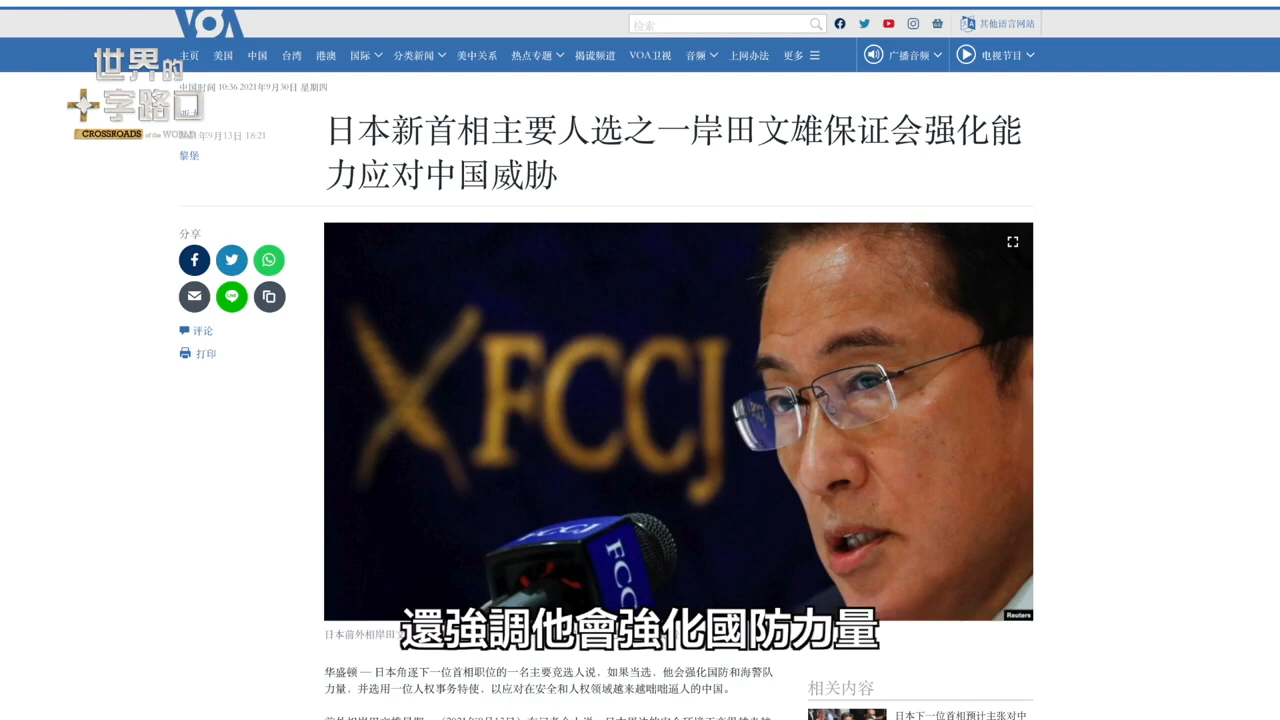 VOA
检索
其他语言网站
主页 美国 中国 台湾 港澳 国际 分类新闻 美中关系 热点专题 揭谎频道 VOA卫视 音频 上网办法 更多 广播音频 电视节目
世界的
十字路口
CROSSROADS of the WORLD
中国时间 10:36 2021年9月30日 星期四
2021年9月13日 18:21
黎堡
日本新首相主要人选之一岸田文雄保证会强化能
力应对中国威胁
分享
评论
打印
FCCJ
FCC
Reuters
還強調他會強化國防力量
日本前外相岸田文
华盛顿 — 日本角逐下一位首相职位的一名主要竞选人说，如果当选，他会强化国防和海警队
力量，并选用一位人权事务特使，以应对在安全和人权领域越来越咄咄逼人的中国。
相关内容
日本下一位首相预计主张对中